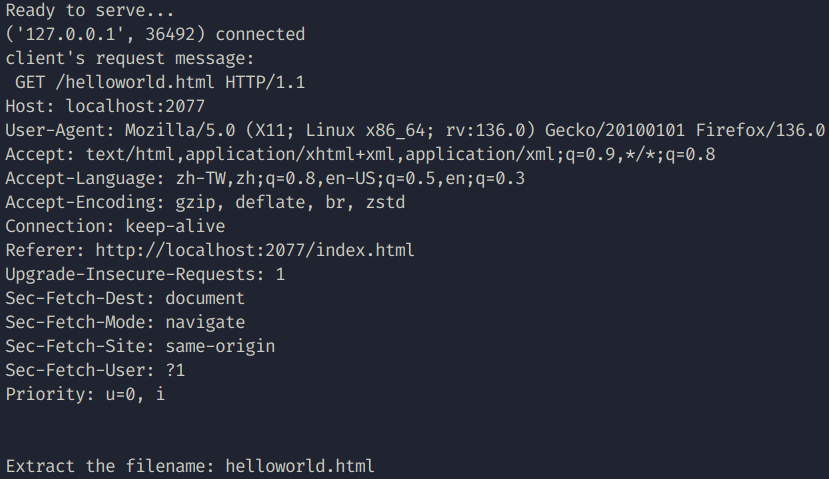 Ready to serve...
('127.0.0.1', 36492) connected
client's request message:
 GET /helloworld.html HTTP/1.1
Host: localhost:2077
User-Agent: Mozilla/5.0 (X11; Linux x86_64; rv:136.0) Gecko/20100101 Firefox/136.0
Accept: text/html,application/xhtml+xml,application/xml;q=0.9,*/*;q=0.8
Accept-Language: zh-TW,zh;q=0.8,en-US;q=0.5,en;q=0.3
Accept-Encoding: gzip, deflate, br, zstd
Connection: keep-alive
Referer: http://localhost:2077/index.html
Upgrade-Insecure-Requests: 1
Sec-Fetch-Dest: document
Sec-Fetch-Mode: navigate
Sec-Fetch-Site: same-origin
Sec-Fetch-User: ?1
Priority: u=0, i
Extract the filename: helloworld.html